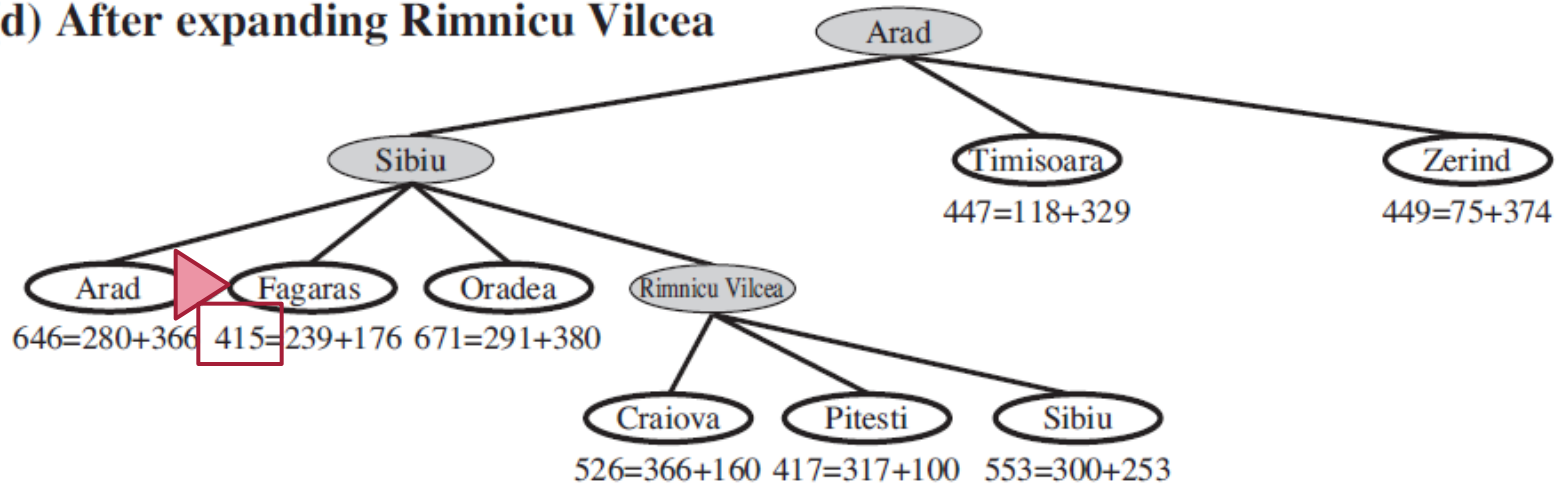 d) After expanding Rimnicu Vilcea
Arad
Sibiu
Timisoara
Zerind
447=118+329
449=75+374
Arad
Fagaras
Oradea
Rimnicu Vilcea
646=280+366
415=239+176
671=291+380
Craiova
Pitesti
Sibiu
526=366+160
417=317+100
553=300+253